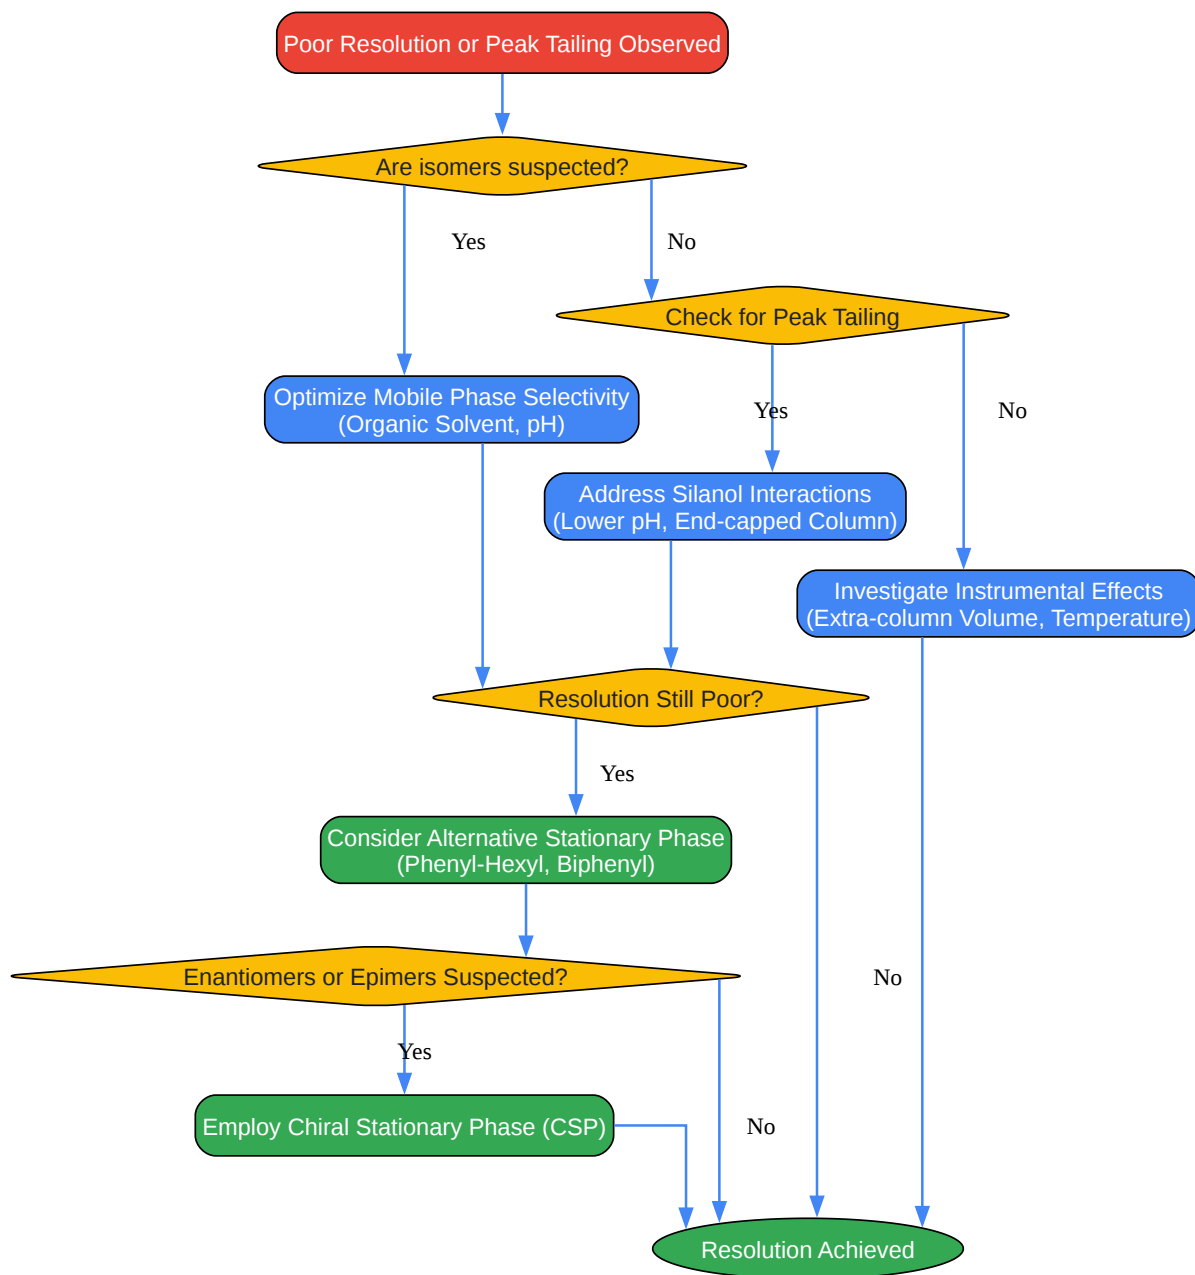 Poor Resolution or Peak Tailing Observed
Are isomers suspected?
Yes
No
Check for Peak Tailing
Optimize Mobile Phase Selectivity
(Organic Solvent, pH)
Yes
No
Address Silanol Interactions
(Lower pH, End-capped Column)
Investigate Instrumental Effects
(Extra-column Volume, Temperature)
Resolution Still Poor?
Yes
Consider Alternative Stationary Phase
(Phenyl-Hexyl, Biphenyl)
Enantiomers or Epimers Suspected?
No
Yes
Employ Chiral Stationary Phase (CSP)
No
Resolution Achieved